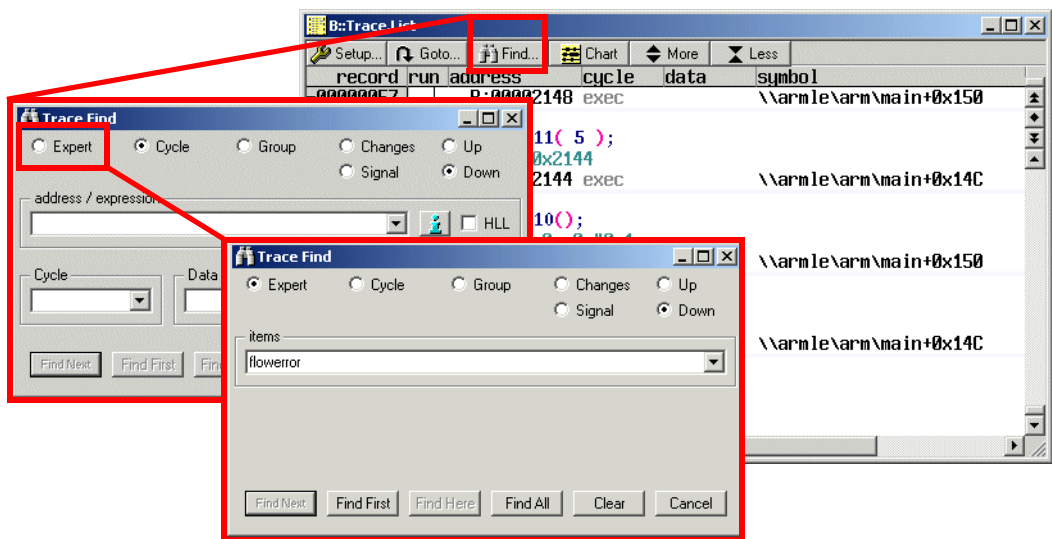 B::Trace.List
Setup... Goto... Find... Chart More Less
record run address cycle data symbol
2148 exec \\armle\arm\main+0x150
11( 5 );
0x2144
2144 exec \\armle\arm\main+0x14C
10();
\\armle\arm\main+0x150
\\armle\arm\main+0x14C
Trace Find
Expert Cycle Group Changes Up
Signal Down
address / expression
HLL
Cycle Data
Find Next Find First
Trace Find
Expert Cycle Group Changes Up
Signal Down
items
flowerror
Find Next Find First Find Here Find All Clear Cancel